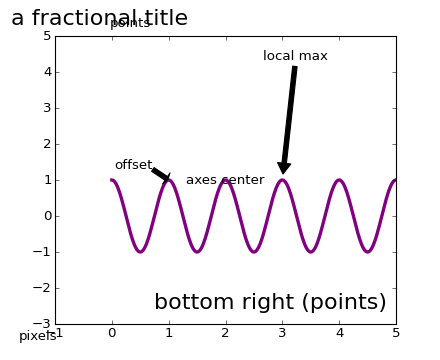 a fractional title
points
5
local max
4
3
2
offset
axes center
1
0
−1
−2
bottom right (points)
−3
pixels
−1
0
1
2
3
4
5